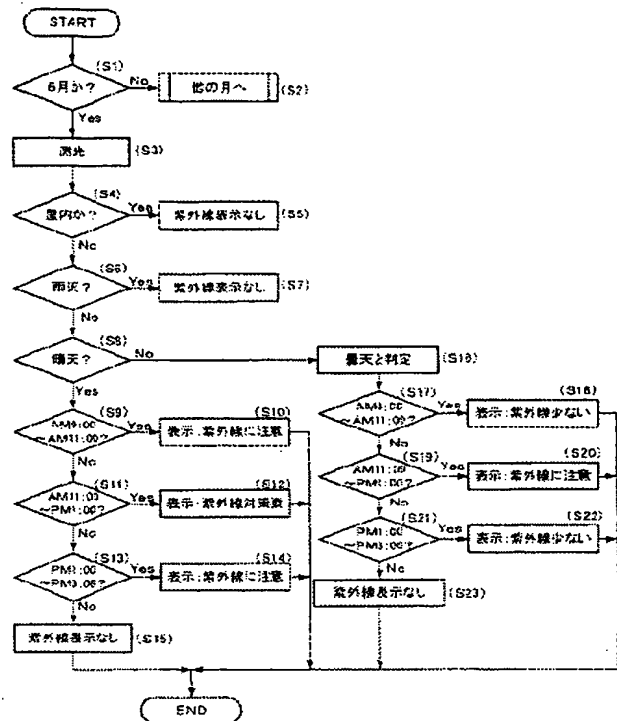 START
(S1)
6月か?
No
他の月へ
(S2)
Yes
測光
(S3)
(S4)
屋内か?
Yes
紫外線表示なし
(S5)
No
(S6)
Yes
紫外線表示なし
(S7)
No
(S8)
晴天?
No
曇天と判定
(S16)
Yes
(S9)
AM9:00
～AM11:00?
Yes
(S10)
表示:紫外線に注意
No
(S11)
AM11:00
～PM1:00?
Yes
(S12)
表示:紫外線対策要
No
(S13)
PM1:00
～PM3:00?
Yes
(S14)
表示:紫外線に注意
No
紫外線表示なし
(S15)
(S17)
AM9:00
～AM11:00?
Yes
表示:紫外線少ない
No
(S19)
AM11:00
～PM1:00?
Yes
(S20)
表示:紫外線に注意
No
(S21)
PM1:00
～PM3:00?
Yes
(S22)
表示:紫外線少ない
No
紫外線表示なし
(S23)
END